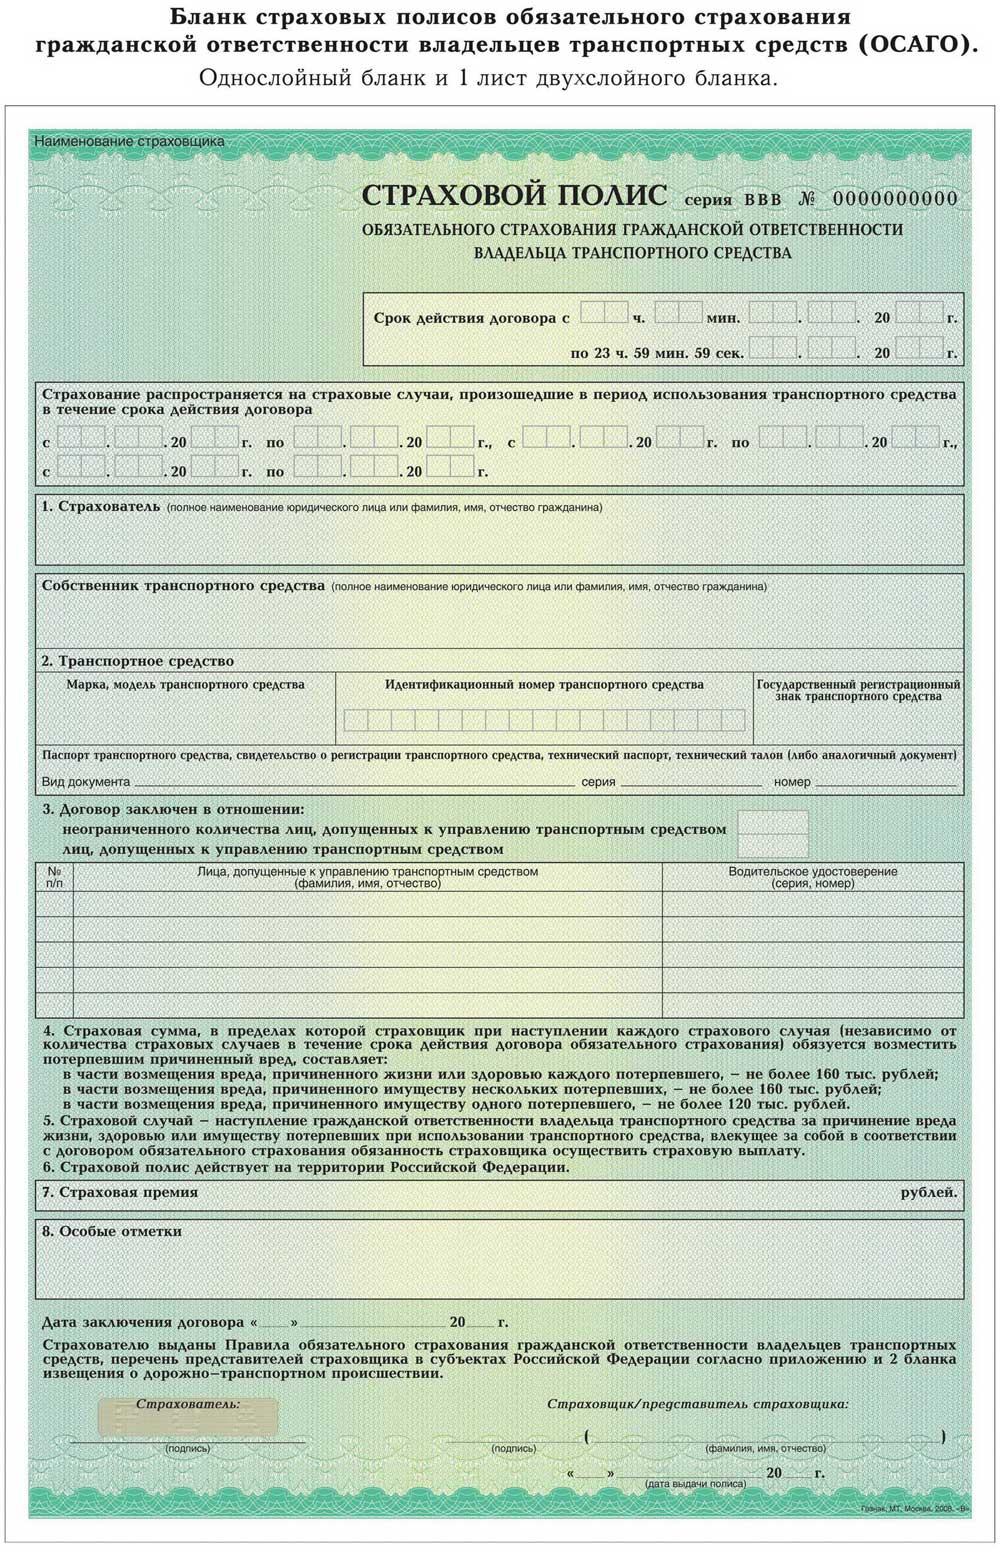 Бланк страховых полисов обязательного страхования
гражданской ответственности владельцев транспортных средств (ОСАГО).
Однослойный бланк и 1 лист двухслойного бланка.
Наименование страховщика
СТРАХОВОЙ ПОЛИС серия ВВВ № 0000000000
ОБЯЗАТЕЛЬНОГО СТРАХОВАНИЯ ГРАЖДАНСКОЙ ОТВЕТСТВЕННОСТИ
ВЛАДЕЛЬЦА ТРАНСПОРТНОГО СРЕДСТВА
Срок действия договора с ч. мин. . . 20 г.
по 23 ч. 59 мин. 59 сек. . . 20 г.
Страхование распространяется на страховые случаи, произошедшие в период использования транспортного средства
в течение срока действия договора
с . . 20 г. по . . 20 г., с . . 20 г. по . . 20 г.,
с . . 20 г. по . . 20 г.
1. Страхователь (полное наименование юридического лица или фамилия, имя, отчество гражданина)
Собственник транспортного средства (полное наименование юридического лица или фамилия, имя, отчество гражданина)
2. Транспортное средство
Марка, модель транспортного средства
Идентификационный номер транспортного средства
Государственный регистрационный
знак транспортного средства
Паспорт транспортного средства, свидетельство о регистрации транспортного средства, технический паспорт, технический талон (либо аналогичный документ)
Вид документа серия номер
3. Договор заключен в отношении:
неограниченного количества лиц, допущенных к управлению транспортным средством
лиц, допущенных к управлению транспортным средством
№
п/п
Лица, допущенные к управлению транспортным средством
(фамилия, имя, отчество)
Водительское удостоверение
(серия, номер)
4. Страховая сумма, в пределах которой страховщик при наступлении каждого страхового случая (независимо от
количества страховых случаев в течение срока действия договора обязательного страхования) обязуется возместить
потерпевшим причиненный вред, составляет:
в части возмещения вреда, причиненного жизни или здоровью каждого потерпевшего, – не более 160 тыс. рублей;
в части возмещения вреда, причиненного имуществу нескольких потерпевших, – не более 160 тыс. рублей;
в части возмещения вреда, причиненного имуществу одного потерпевшего, – не более 120 тыс. рублей.
5. Страховой случай – наступление гражданской ответственности владельца транспортного средства за причинение вреда
жизни, здоровью или имуществу потерпевших при использовании транспортного средства, влекущее за собой в соответствии
с договором обязательного страхования обязанность страховщика осуществить страховую выплату.
6. Страховой полис действует на территории Российской Федерации.
7. Страховая премия рублей.
8. Особые отметки
Дата заключения договора « » 20 г.
Страхователю выданы Правила обязательного страхования гражданской ответственности владельцев транспортных
средств, перечень представителей страховщика в субъектах Российской Федерации согласно приложению и 2 бланка
извещения о дорожно–транспортном происшествии.
Страхователь:
Страховщик/представитель страховщика:
( )
(подпись) (подпись) (фамилия, имя, отчество)
« » 20 г.
(дата выдачи полиса)
Гознак, МТ, Москва, 2008, «В»